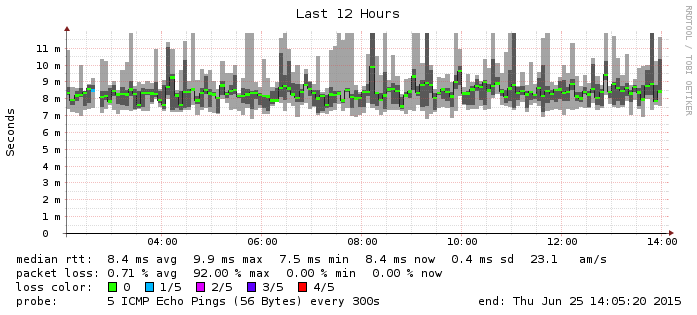 Last 12 Hours
RRDTOOL / TOBI OETIKER
Seconds
11 m
10 m
9 m
8 m
7 m
6 m
5 m
4 m
3 m
2 m
1 m
0
04:00 06:00 08:00 10:00 12:00 14:00
median rtt: 8.4 ms avg 9.9 ms max 7.5 ms min 8.4 ms now 0.4 ms sd 23.1 am/s
packet loss: 0.71 % avg 92.00 % max 0.00 % min 0.00 % now
loss color: 0 1/5 2/5 3/5 4/5
probe: 5 ICMP Echo Pings (56 Bytes) every 300s end: Thu Jun 25 14:05:20 2015